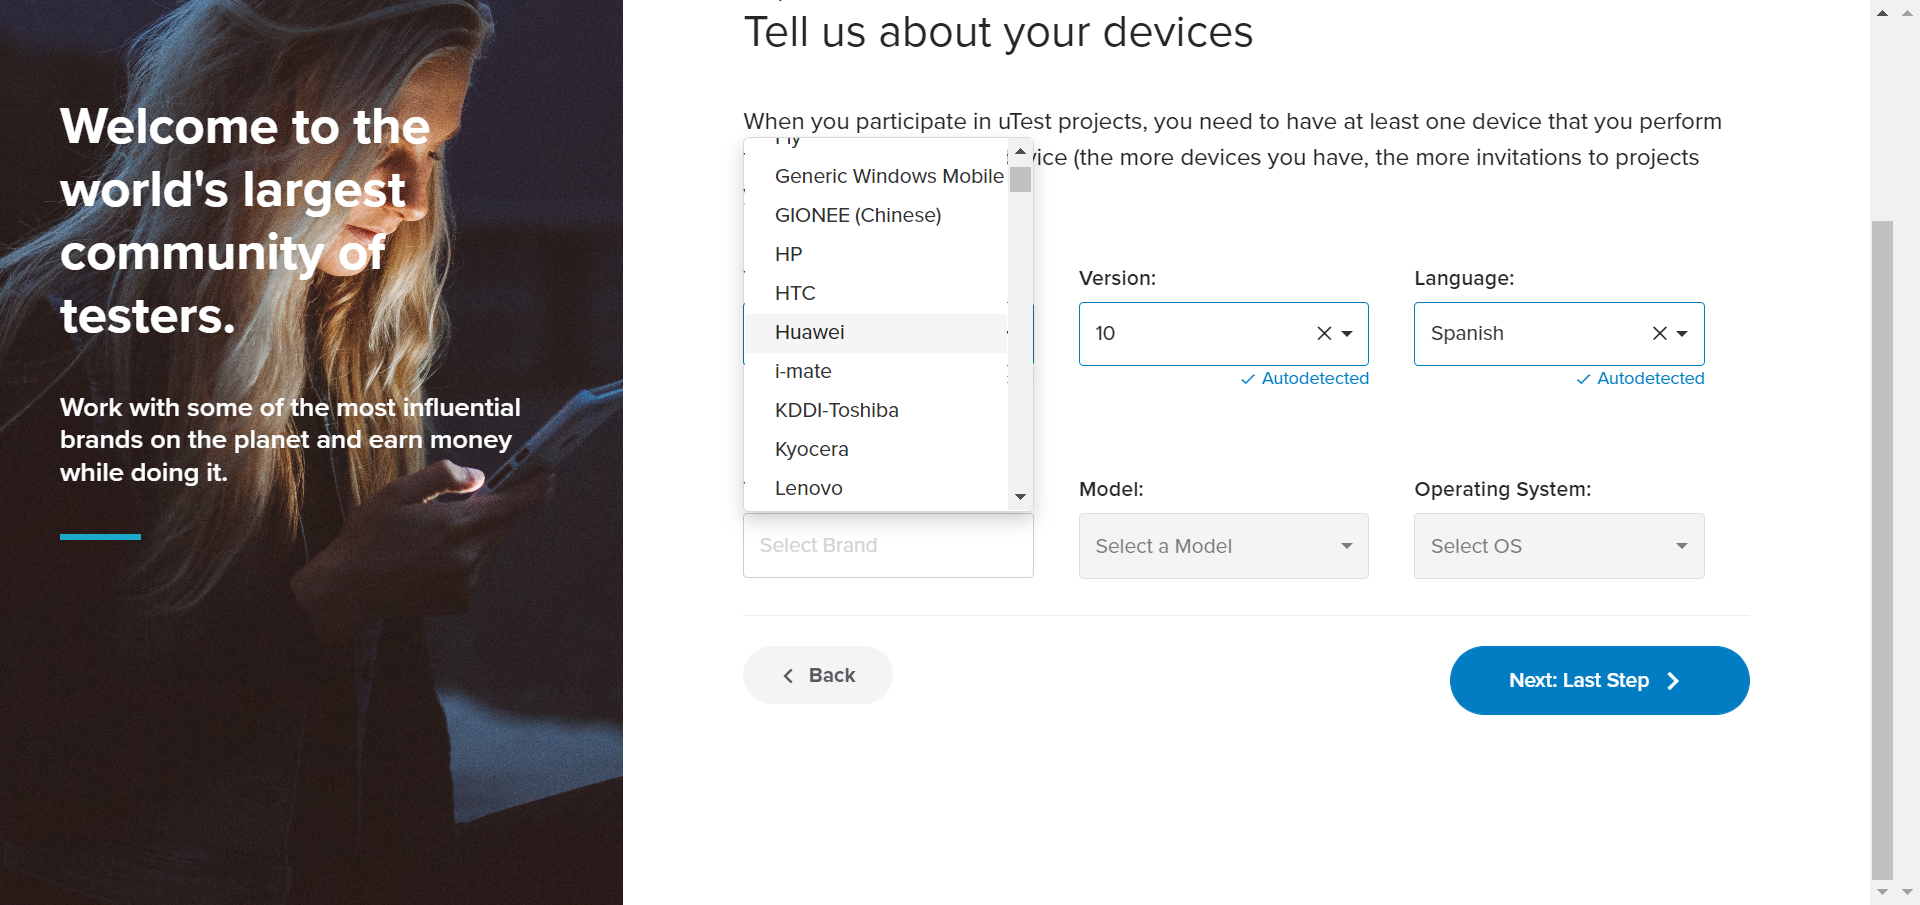 Welcome to the
world's largest
community of
testers.
Work with some of the most influential
brands on the planet and earn money
while doing it.
Tell us about your devices
When you participate in uTest projects, you need to have at least one device that you perform
(the more devices you have, the more invitations to projects
Generic Windows Mobile
GIONEE (Chinese)
HP
HTC
Huawei
i-mate
KDDI-Toshiba
Kyocera
Lenovo
Version:
Language:
10
Spanish
Autodetected
Autodetected
Model:
Operating System:
Select Brand
Select a Model
Select OS
Back
Next: Last Step